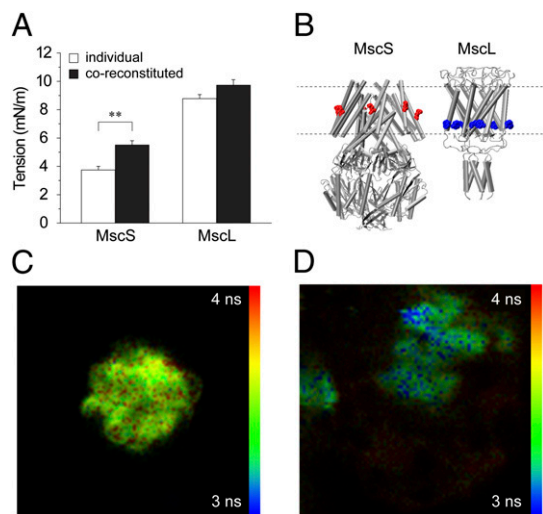 A
Tension (mN/m)
12
10
8
6
4
2
0
individual
co-reconstituted
**
MscS
MscL
B
MscS
MscL
C
4 ns
3 ns
D
4 ns
3 ns